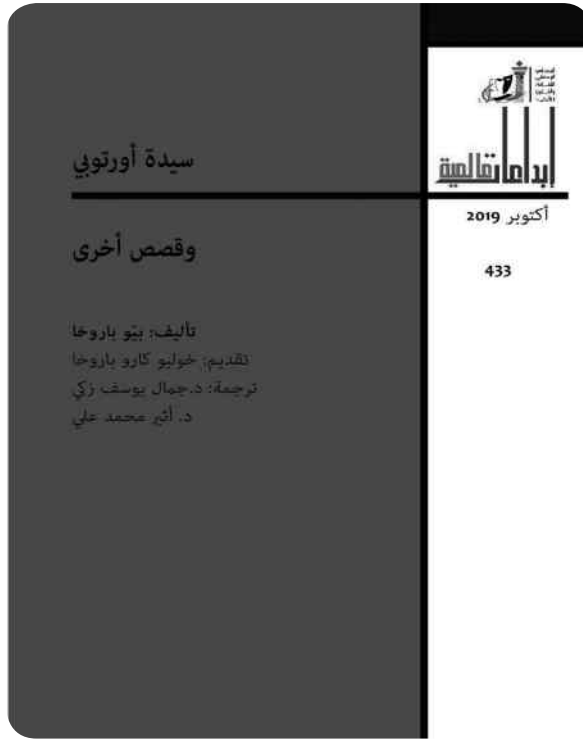 إبداعات عالمية
أكتوبر 2019
433
سيدة أورتوبي
وقصص أخرى
تأليف: بيّو باروخا
تقديم: خوليو كارو باروخا
ترجمة: د.جمال يوسف زكي
د. أثير محمد علي